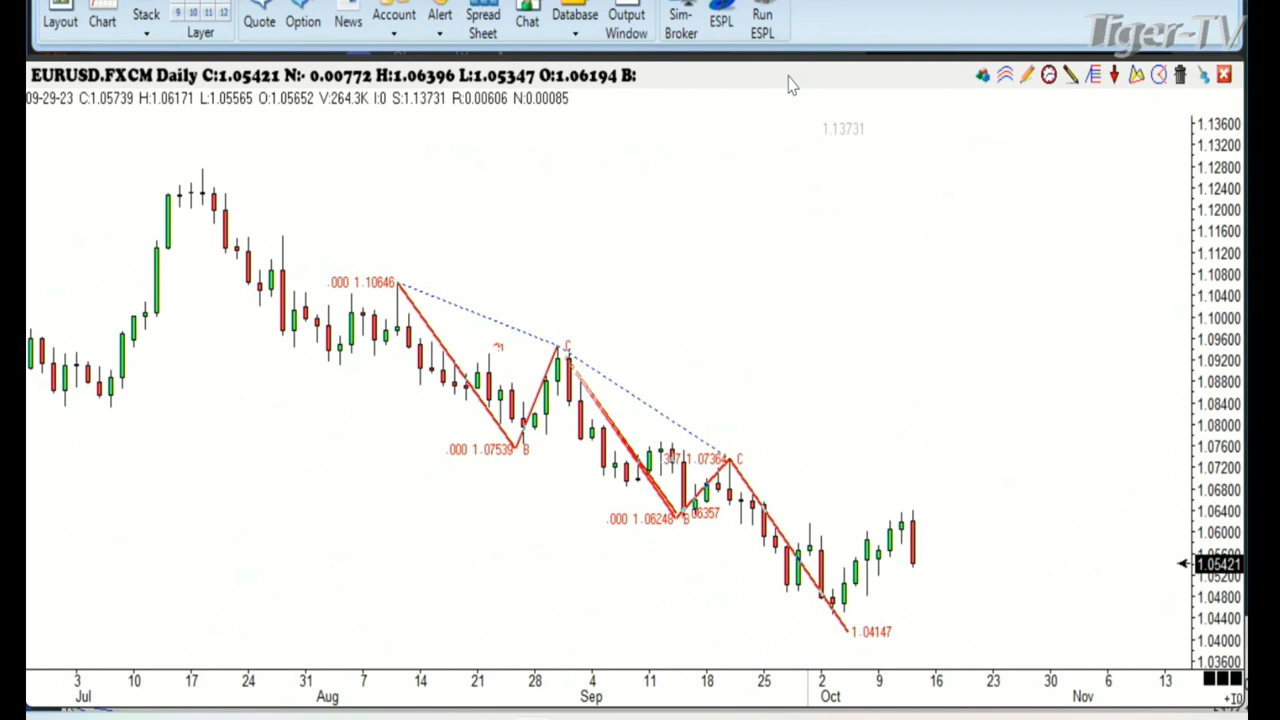 Tiger-TV
Layout Chart Stack 9 10 11 12 Layer Quote Option News Account Alert Spread Sheet Chat Database Output Window Sim-Broker ESPL Run ESPL
EURUSD.FXCM Daily C:1.05421 N:- 0.00772 H:1.06396 L:1.05347 O:1.06194 B:
09-29-23 C:1.05739 H:1.06171 L:1.05565 O:1.05652 V:264.3K I:0 S:1.13731 R:0.00606 N:0.00085
1.13731
1.13600
1.13200
1.12800
1.12400
1.12000
1.11600
1.11200
1.10800
1.10400
1.10000
1.09600
1.09200
1.08800
1.08400
1.08000
1.07600
1.07200
1.06800
1.06400
1.06000
1.05421
1.05200
1.04800
1.04400
1.04000
1.03600
.000 1.10646
C
.000 1.07539 B
1.07364 C
.000 1.06248 B
1.04147
3 10 17 24 31 7 14 21 28 4 11 18 25 2 9 16 23 30 6 13
Jul Aug Sep Oct Nov